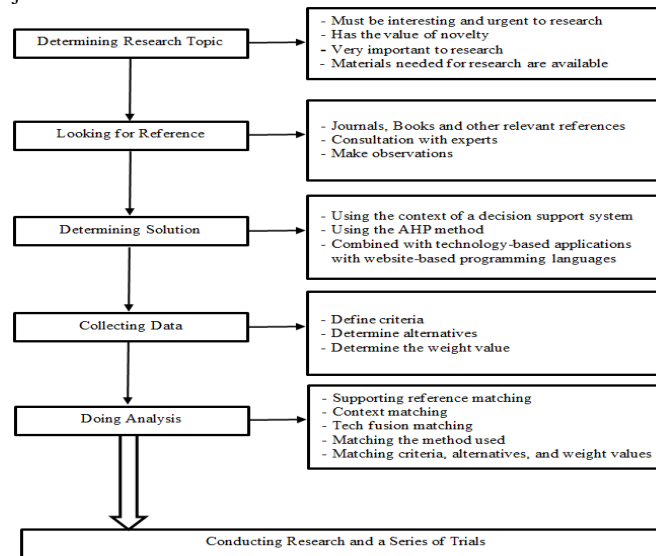 Determining Research Topic
- Must be interesting and urgent to research
- Has the value of novelty
- Very important to research
- Materials needed for research are available
Looking for Reference
- Journals, Books and other relevant references
- Consultation with experts
- Make observations
Determining Solution
- Using the context of a decision support system
- Using the AHP method
- Combined with technology-based applications
with website-based programming languages
Collecting Data
- Define criteria
- Determine alternatives
- Determine the weight value
Doing Analysis
- Supporting reference matching
- Context matching
- Tech fusion matching
- Matching the method used
- Matching criteria, alternatives, and weight values
Conducting Research and a Series of Trials